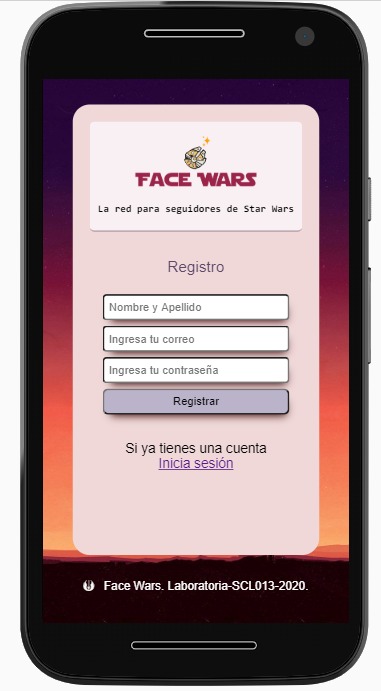 FACE WARS
La red para seguidores de Star Wars
Registro
Nombre y Apellido
Ingresa tu correo
Ingresa tu contraseña
Registrar
Si ya tienes una cuenta
Inicia sesión
Face Wars. Laboratoria-SCL013-2020.